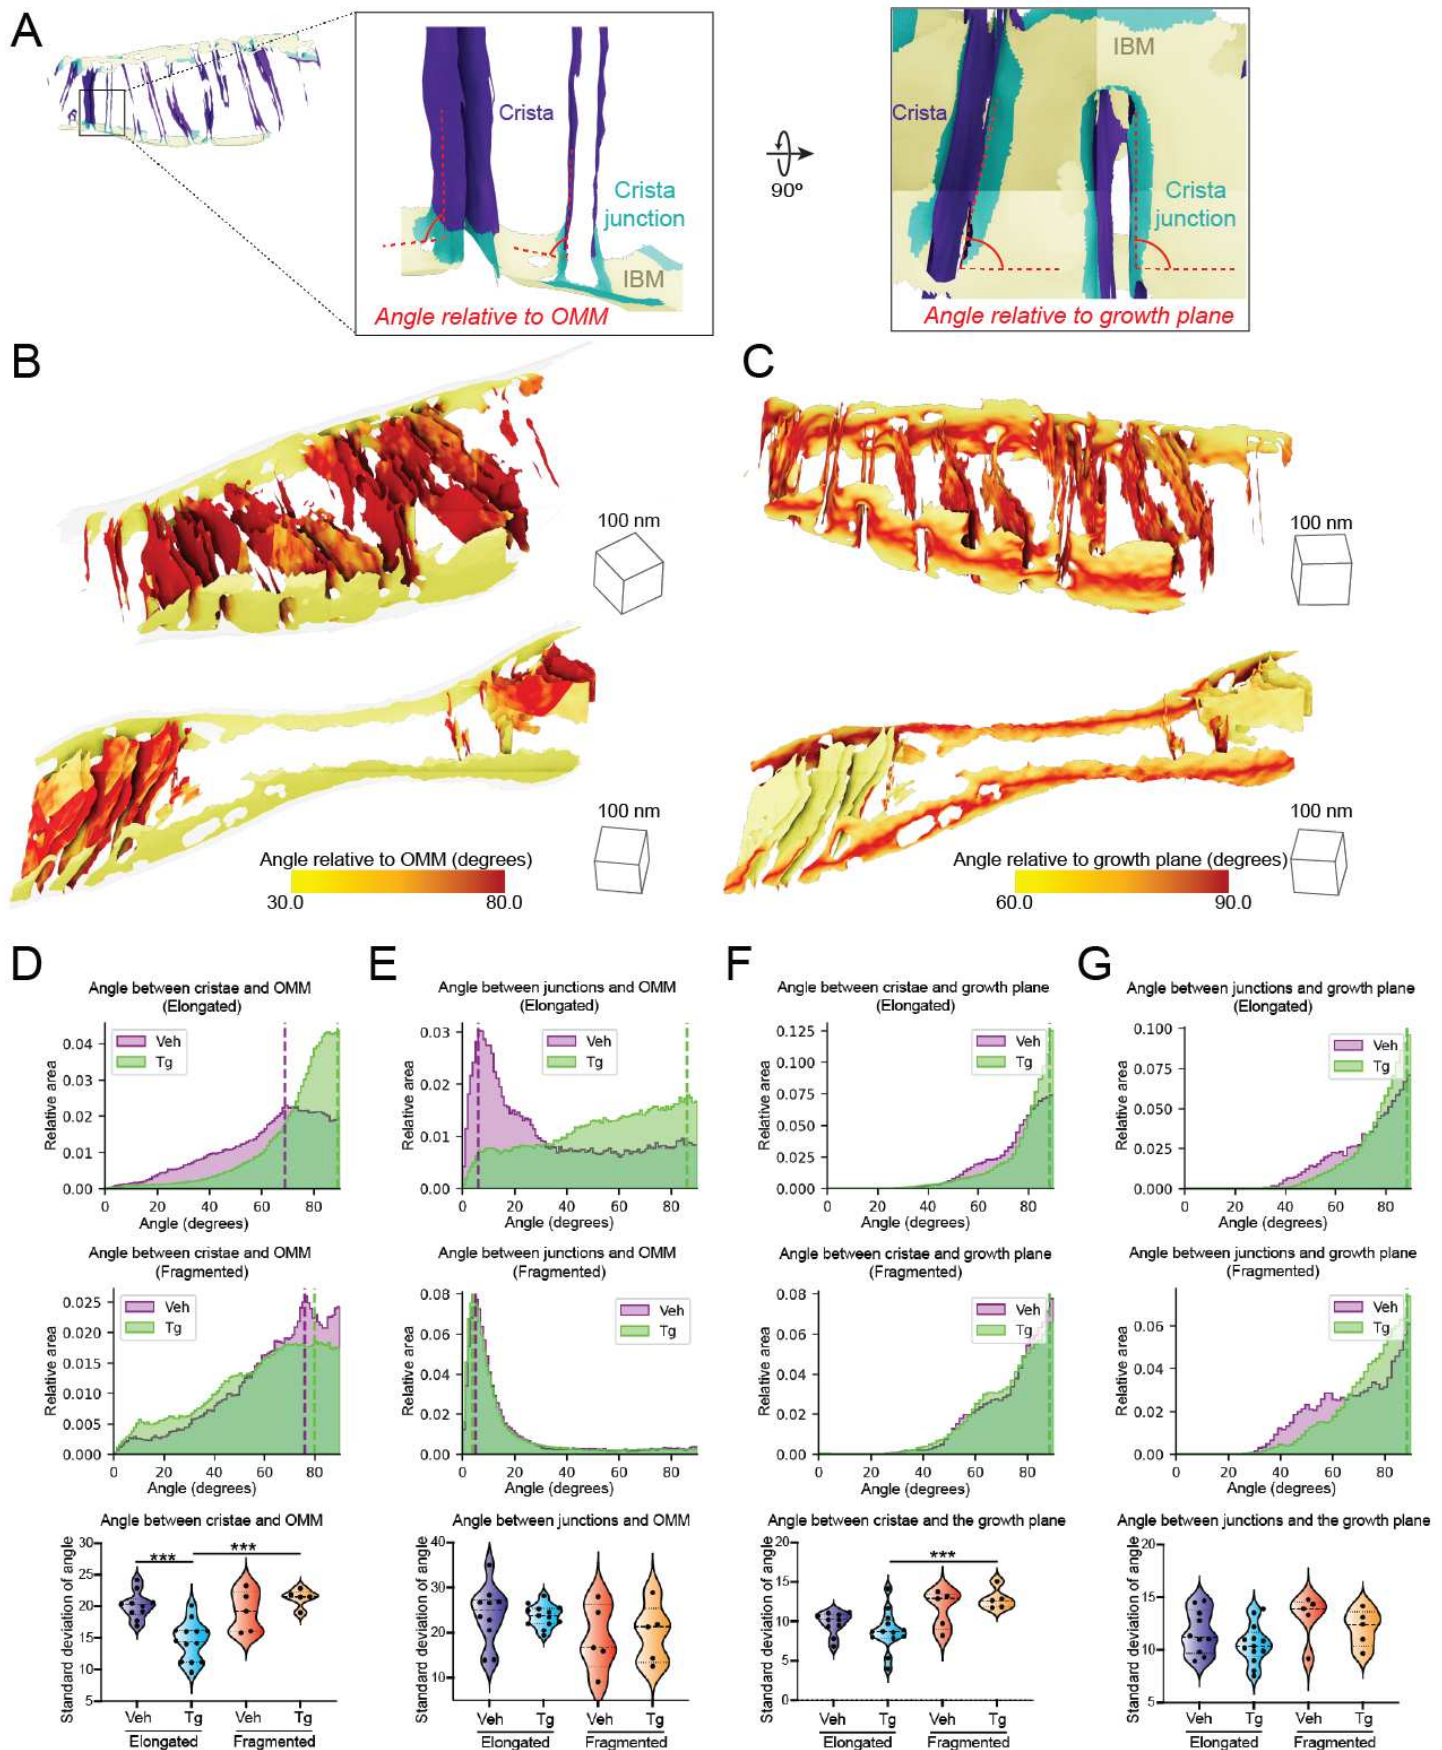 A
Crista
Crista
junction
IBM
Angle relative to OMM
90º
IBM
Crista
Crista
junction
Angle relative to growth plane
B
100 nm
100 nm
Angle relative to OMM (degrees)
30.0 80.0
C
100 nm
100 nm
Angle relative to growth plane (degrees)
60.0 90.0
D
Angle between cristae and OMM
(Elongated)
Veh
Tg
Relative area
0.04
0.03
0.02
0.01
0.00
0 20 40 60 80
Angle (degrees)
Angle between cristae and OMM
(Fragmented)
Veh
Tg
Relative area
0.025
0.020
0.015
0.010
0.005
0.000
0 20 40 60 80
Angle (degrees)
Angle between cristae and OMM
Standard deviation of angle
30
25
20
15
10
5
***
***
Veh Tg Veh Tg
Elongated Fragmented
E
Angle between junctions and OMM
(Elongated)
Veh
Tg
Relative area
0.03
0.02
0.01
0.00
0 20 40 60 80
Angle (degrees)
Angle between junctions and OMM
(Fragmented)
Veh
Tg
Relative area
0.08
0.06
0.04
0.02
0.00
0 20 40 60 80
Angle (degrees)
Angle between junctions and OMM
Standard deviation of angle
40
30
20
10
Veh Tg Veh Tg
Elongated Fragmented
F
Angle between cristae and growth plane
(Elongated)
Veh
Tg
Relative area
0.125
0.100
0.075
0.050
0.025
0.000
0 20 40 60 80
Angle (degrees)
Angle between cristae and growth plane
(Fragmented)
Veh
Tg
Relative area
0.08
0.06
0.04
0.02
0.00
0 20 40 60 80
Angle (degrees)
Angle between cristae and the growth plane
Standard deviation of angle
20
15
10
5
0
***
Veh Tg Veh Tg
Elongated Fragmented
G
Angle between junctions and growth plane
(Elongated)
Veh
Tg
Relative area
0.100
0.075
0.050
0.025
0.000
0 20 40 60 80
Angle (degrees)
Angle between junctions and growth plane
(Fragmented)
Veh
Tg
Relative area
0.06
0.04
0.02
0.00
0 20 40 60 80
Angle (degrees)
Angle between junctions and the growth plane
Standard deviation of angle
20
15
10
5
Veh Tg Veh Tg
Elongated Fragmented